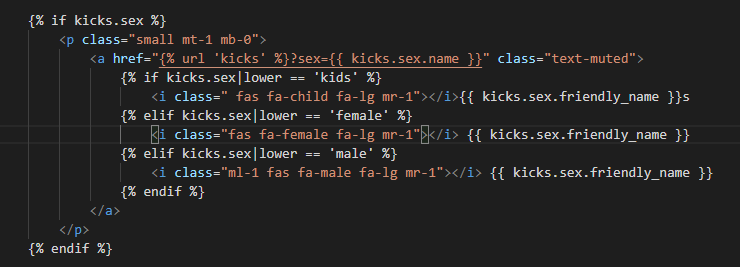 {% if kicks.sex %}
<p class="small mt-1 mb-0">
<a href="{% url 'kicks' %}?sex={{ kicks.sex.name }}" class="text-muted">
{% if kicks.sex|lower == 'kids' %}
<i class=" fas fa-child fa-lg mr-1"></i>{{ kicks.sex.friendly_name }}s
{% elif kicks.sex|lower == 'female' %}
<i class="fas fa-female fa-lg mr-1"></i> {{ kicks.sex.friendly_name }}
{% elif kicks.sex|lower == 'male' %}
<i class="ml-1 fas fa-male fa-lg mr-1"></i> {{ kicks.sex.friendly_name }}
{% endif %}
</a>
</p>
{% endif %}